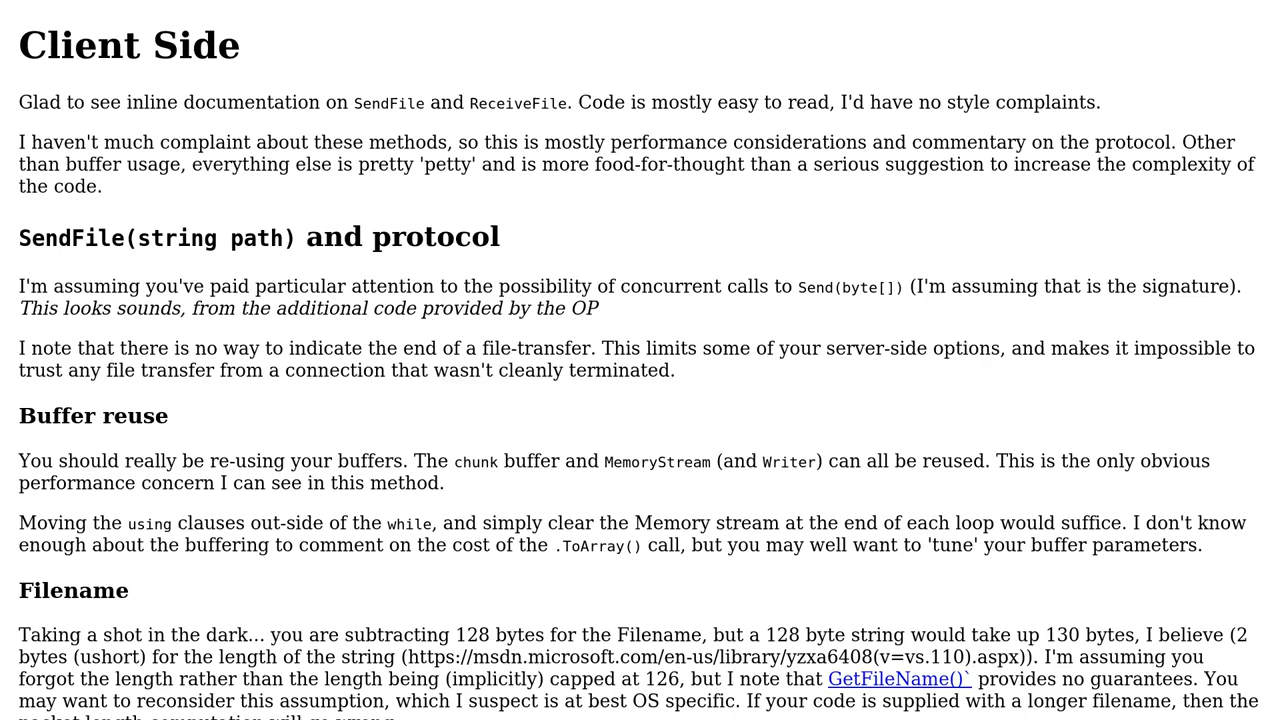 Client Side
Glad to see inline documentation on SendFile and ReceiveFile. Code is mostly easy to read, I'd have no style complaints.
I haven't much complaint about these methods, so this is mostly performance considerations and commentary on the protocol. Other
than buffer usage, everything else is pretty 'petty' and is more food-for-thought than a serious suggestion to increase the complexity of
the code.
SendFile(string path) and protocol
I'm assuming you've paid particular attention to the possibility of concurrent calls to Send(byte[]) (I'm assuming that is the signature).
This looks sounds, from the additional code provided by the OP
I note that there is no way to indicate the end of a file-transfer. This limits some of your server-side options, and makes it impossible to
trust any file transfer from a connection that wasn't cleanly terminated.
Buffer reuse
You should really be re-using your buffers. The chunk buffer and MemoryStream (and Writer) can all be reused. This is the only obvious
performance concern I can see in this method.
Moving the using clauses out-side of the while, and simply clear the Memory stream at the end of each loop would suffice. I don't know
enough about the buffering to comment on the cost of the .ToArray() call, but you may well want to 'tune' your buffer parameters.
Filename
Taking a shot in the dark... you are subtracting 128 bytes for the Filename, but a 128 byte string would take up 130 bytes, I believe (2
bytes (ushort) for the length of the string (https://msdn.microsoft.com/en-us/library/yzxa6408(v=vs.110).aspx)). I'm assuming you
forgot the length rather than the length being (implicitly) capped at 126, but I note that GetFileName()` provides no guarantees. You
may want to reconsider this assumption, which I suspect is at best OS specific. If your code is supplied with a longer filename, then the